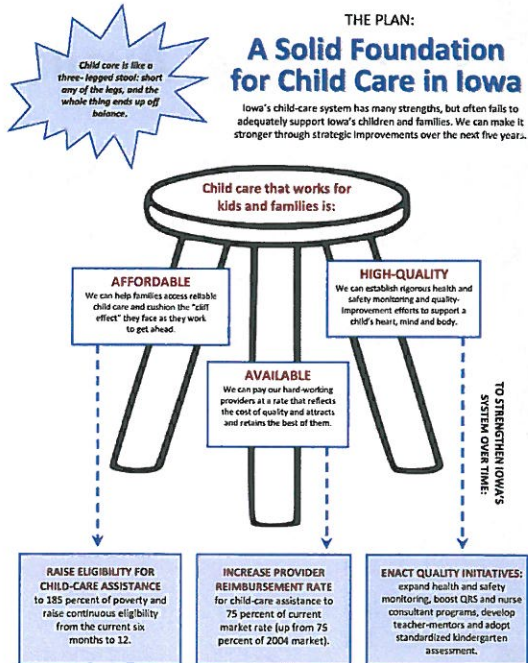 Child care is like a
three-legged stool: short
any of the legs, and the
whole thing ends up off
balance.
THE PLAN:
A Solid Foundation
for Child Care in Iowa
Iowa's child-care system has many strengths, but often fails to
adequately support Iowa's children and families. We can make it
stronger through strategic improvements over the next five years.
Child care that works for
kids and families is:
AFFORDABLE
We can help families access reliable
child care and cushion the "cliff
effect" they face as they work
to get ahead.
HIGH-QUALITY
We can establish rigorous health and
safety monitoring and quality-
improvement efforts to support a
child's heart, mind and body.
AVAILABLE
We can pay our hard-working
providers at a rate that reflects
the cost of quality and attracts
and retains the best of them.
TO STRENGTHEN IOWA'S
SYSTEM OVER TIME:
RAISE ELIGIBILITY FOR
CHILD-CARE ASSISTANCE
to 185 percent of poverty and
raise continuous eligibility
from the current six
months to 12.
INCREASE PROVIDER
REIMBURSEMENT RATE
for child-care assistance to
75 percent of current
market rate (up from 75
percent of 2004 market).
ENACT QUALITY INITIATIVES:
expand health and safety
monitoring, boost QRS and nurse
consultant programs, develop
teacher-mentors and adopt
standardized kindergarten
assessment.